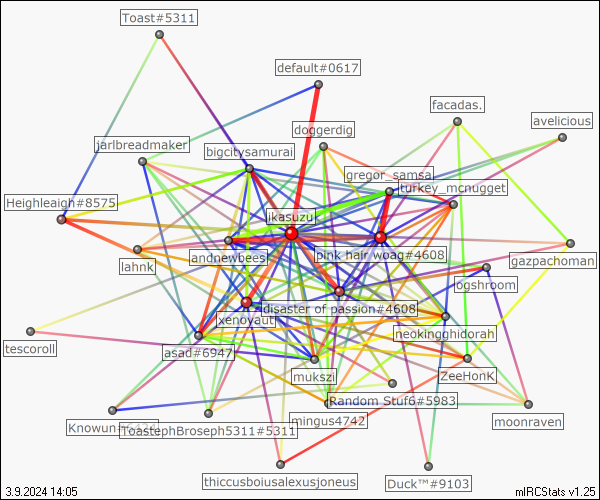 Toast#5311
default#0617
facadas.
avelicious
doggerdig
jarlbreadmaker
bigcitysamurai
gregor_samsa
turkey_mcnugget
Heighleaigh#8575
ikasuzu
pink hair woag#4608
andnewbees
gazpachoman
lahnk
ogshroom
disaster of passion#4608
xenoyaut
neokingghidorah
tescoroll
asad#6947
mukszi
ZeeHonK
Random Stuf6#5983
moonraven
mingus4742
ToastephBroseph5311#5311
thiccusboiusalexusjoneus
Duck™#9103
3.9.2024 14:05
mIRCStats v1.25